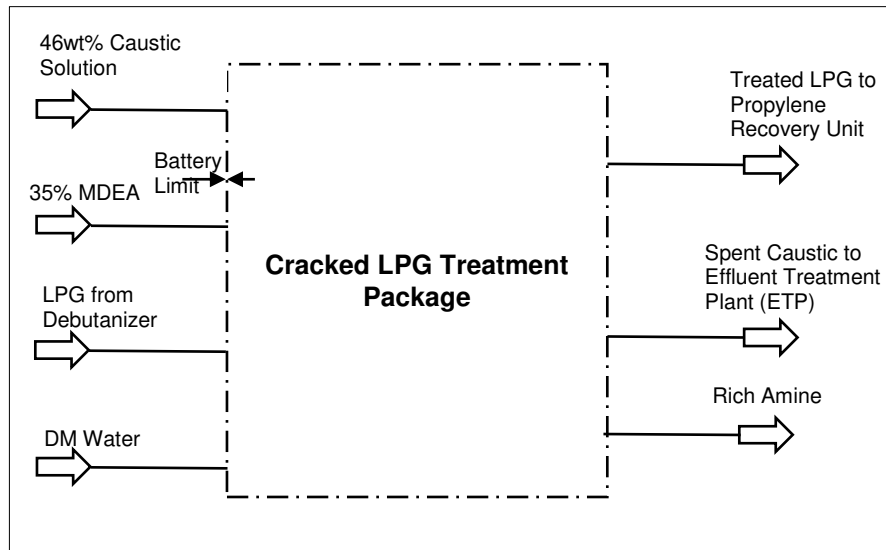 46wt% Caustic
Solution
Battery
Limit
35% MDEA
LPG from
Debutanizer
DM Water
Cracked LPG Treatment
Package
Treated LPG to
Propylene
Recovery Unit
Spent Caustic to
Effluent Treatment
Plant (ETP)
Rich Amine